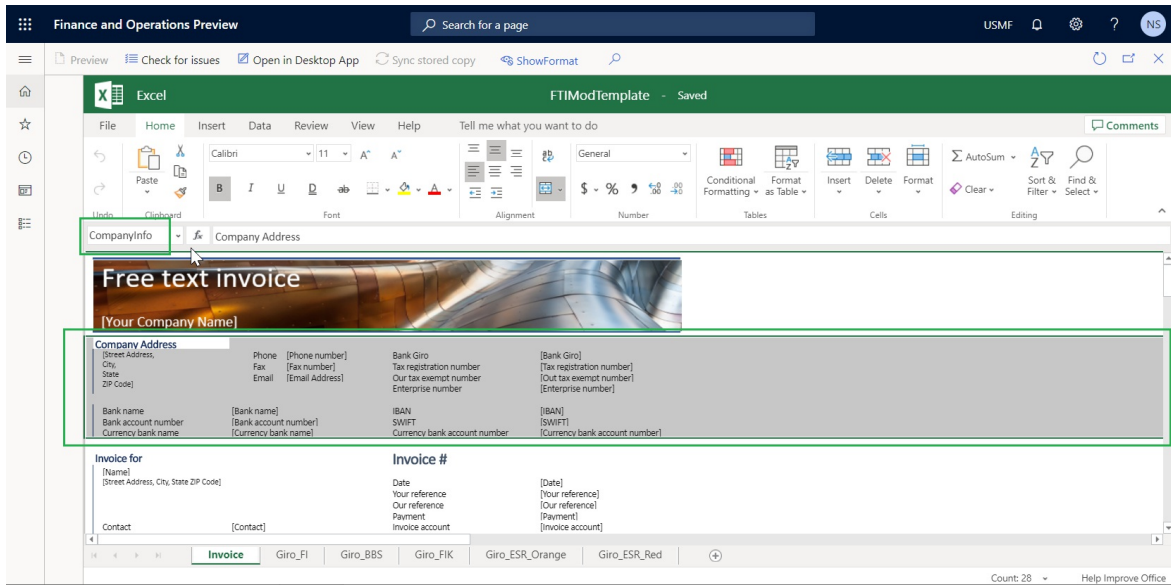 Finance and Operations Preview
Search for a page
USMF
NS
Preview
Check for issues
Open in Desktop App
Sync stored copy
ShowFormat
Excel
FTIModTemplate - Saved
File Home Insert Data Review View Help Tell me what you want to do
Comments
Calibri 11
General
Paste
B I U D ab
$ % 9
Conditional Formatting
Format as Table
Insert Delete Format
AutoSum
Clear
Sort & Filter
Find & Select
Undo Clipboard Font Alignment Number Tables Cells Editing
CompanyInfo
fx Company Address
Free text invoice
[Your Company Name]
Company Address
[Street Address,
City,
State
ZIP Code]
Phone [Phone number]
Fax [Fax number]
Email [Email Address]
Bank Giro [Bank Giro]
Tax registration number [Tax registration number]
Our tax exempt number [Out tax exempt number]
Enterprise number [Enterprise number]
Bank name [Bank name]
Bank account number [Bank account number]
Currency bank name [Currency bank name]
IBAN [IBAN]
SWIFT [SWIFT]
Currency bank account number [Currency bank account number]
Invoice for
[Name]
[Street Address, City, State ZIP Code]
Contact [Contact]
Invoice #
Date [Date]
Your reference [Your reference]
Our reference [Our reference]
Payment [Payment]
Invoice account [Invoice account]
Invoice Giro_FI Giro_BBS Giro_FIK Giro_ESR_Orange Giro_ESR_Red
Count: 28
Help Improve Office